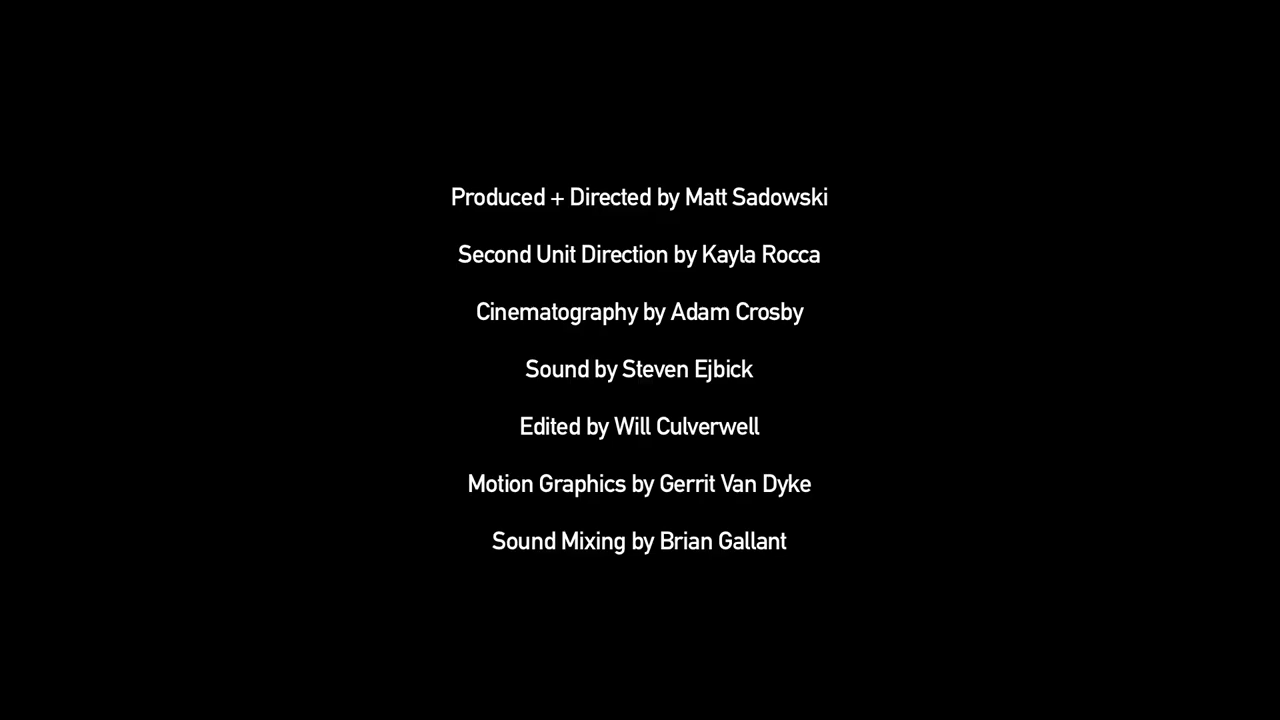 Produced + Directed by Matt Sadowski
Second Unit Direction by Kayla Rocca
Cinematography by Adam Crosby
Sound by Steven Ejbick
Edited by Will Culverwell
Motion Graphics by Gerrit Van Dyke
Sound Mixing by Brian Gallant